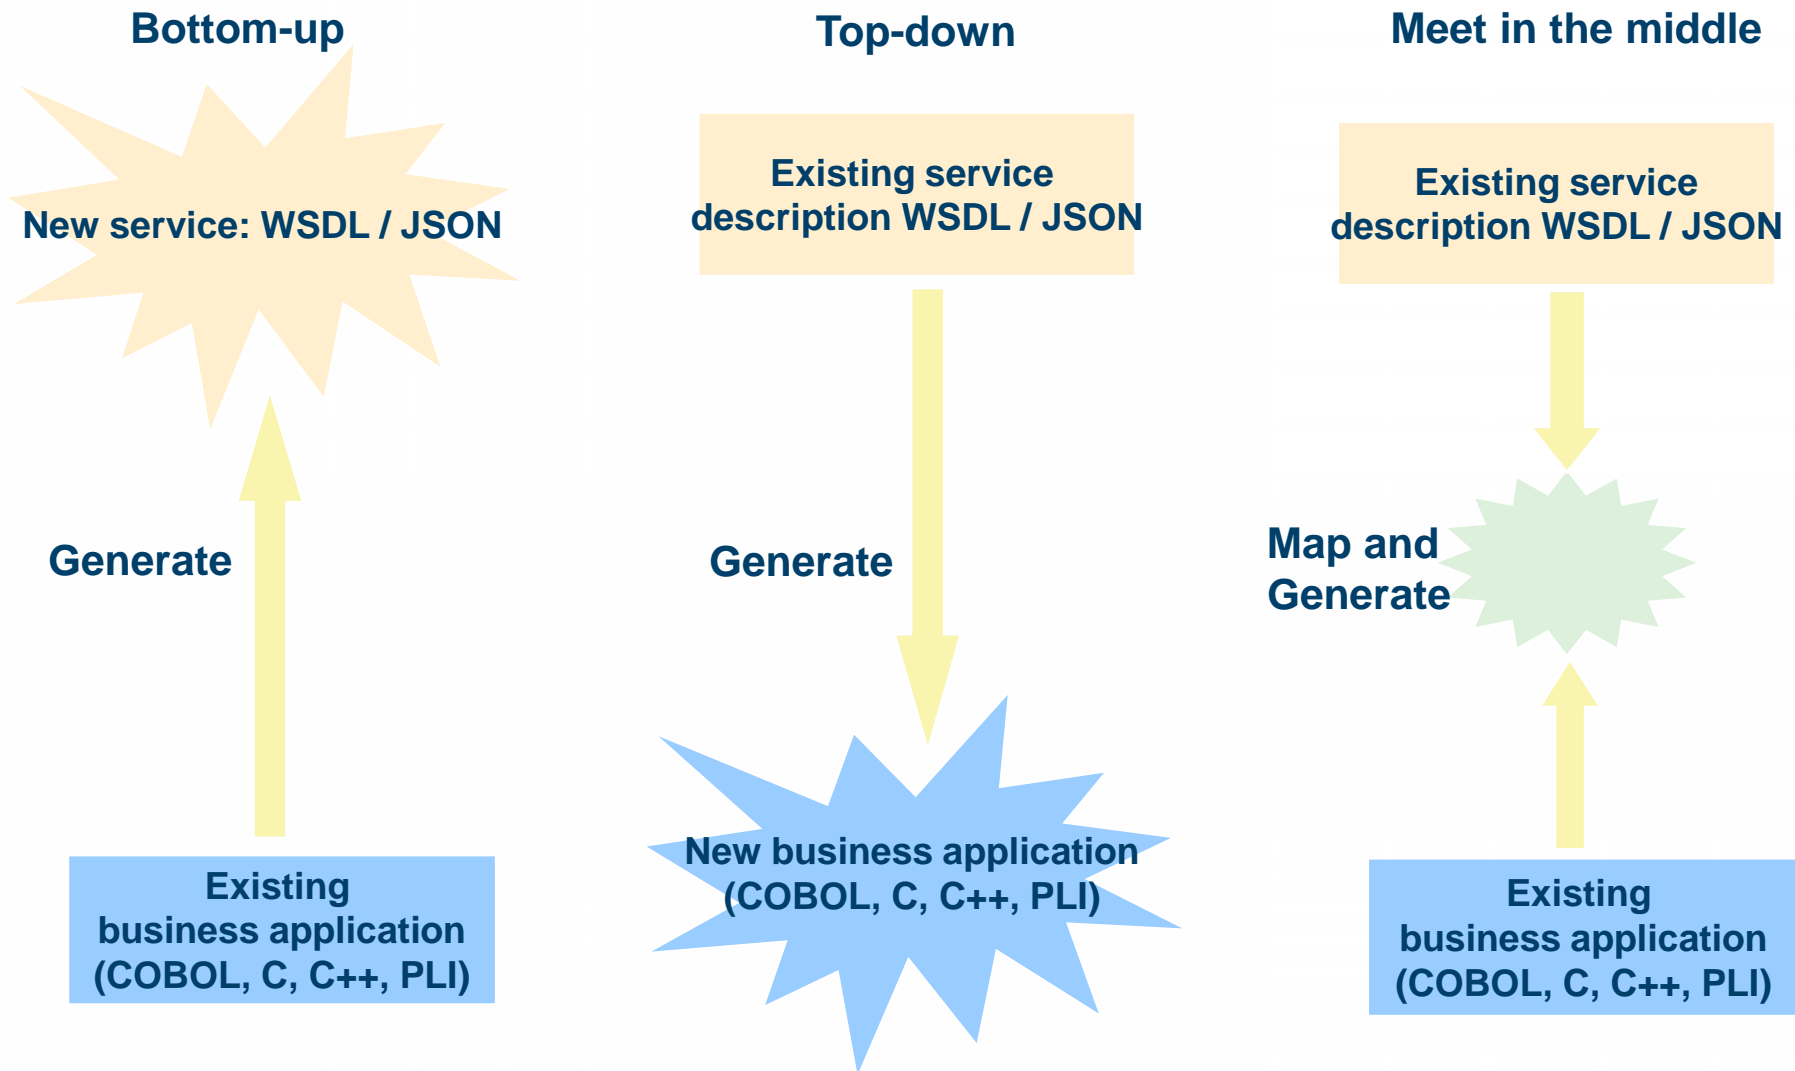 Bottom-up
New service: WSDL / JSON
Generate
Existing
business application
(COBOL, C, C++, PLI)
Top-down
Existing service
description WSDL / JSON
Generate
New business application
(COBOL, C, C++, PLI)
Meet in the middle
Existing service
description WSDL / JSON
Map and
Generate
Existing
business application
(COBOL, C, C++, PLI)